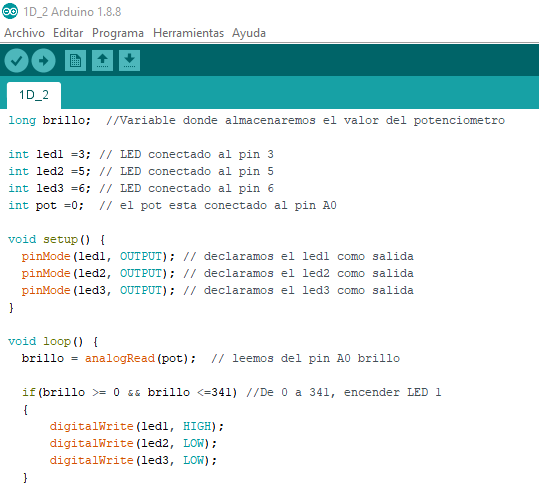 1D_2 Arduino 1.8.8
Archivo Editar Programa Herramientas Ayuda
1D_2
long brillo;  //Variable donde almacenaremos el valor del potenciometro
int led1 =3; // LED conectado al pin 3
int led2 =5; // LED conectado al pin 5
int led3 =6; // LED conectado al pin 6
int pot =0;  // el pot esta conectado al pin A0
void setup() {
  pinMode(led1, OUTPUT); // declaramos el led1 como salida
  pinMode(led2, OUTPUT); // declaramos el led2 como salida
  pinMode(led3, OUTPUT); // declaramos el led3 como salida
}
void loop() {
  brillo = analogRead(pot);  // leemos del pin A0 brillo
  if(brillo >= 0 && brillo <=341) //De 0 a 341, encender LED 1
  {
      digitalWrite(led1, HIGH);
      digitalWrite(led2, LOW);
      digitalWrite(led3, LOW);
  }